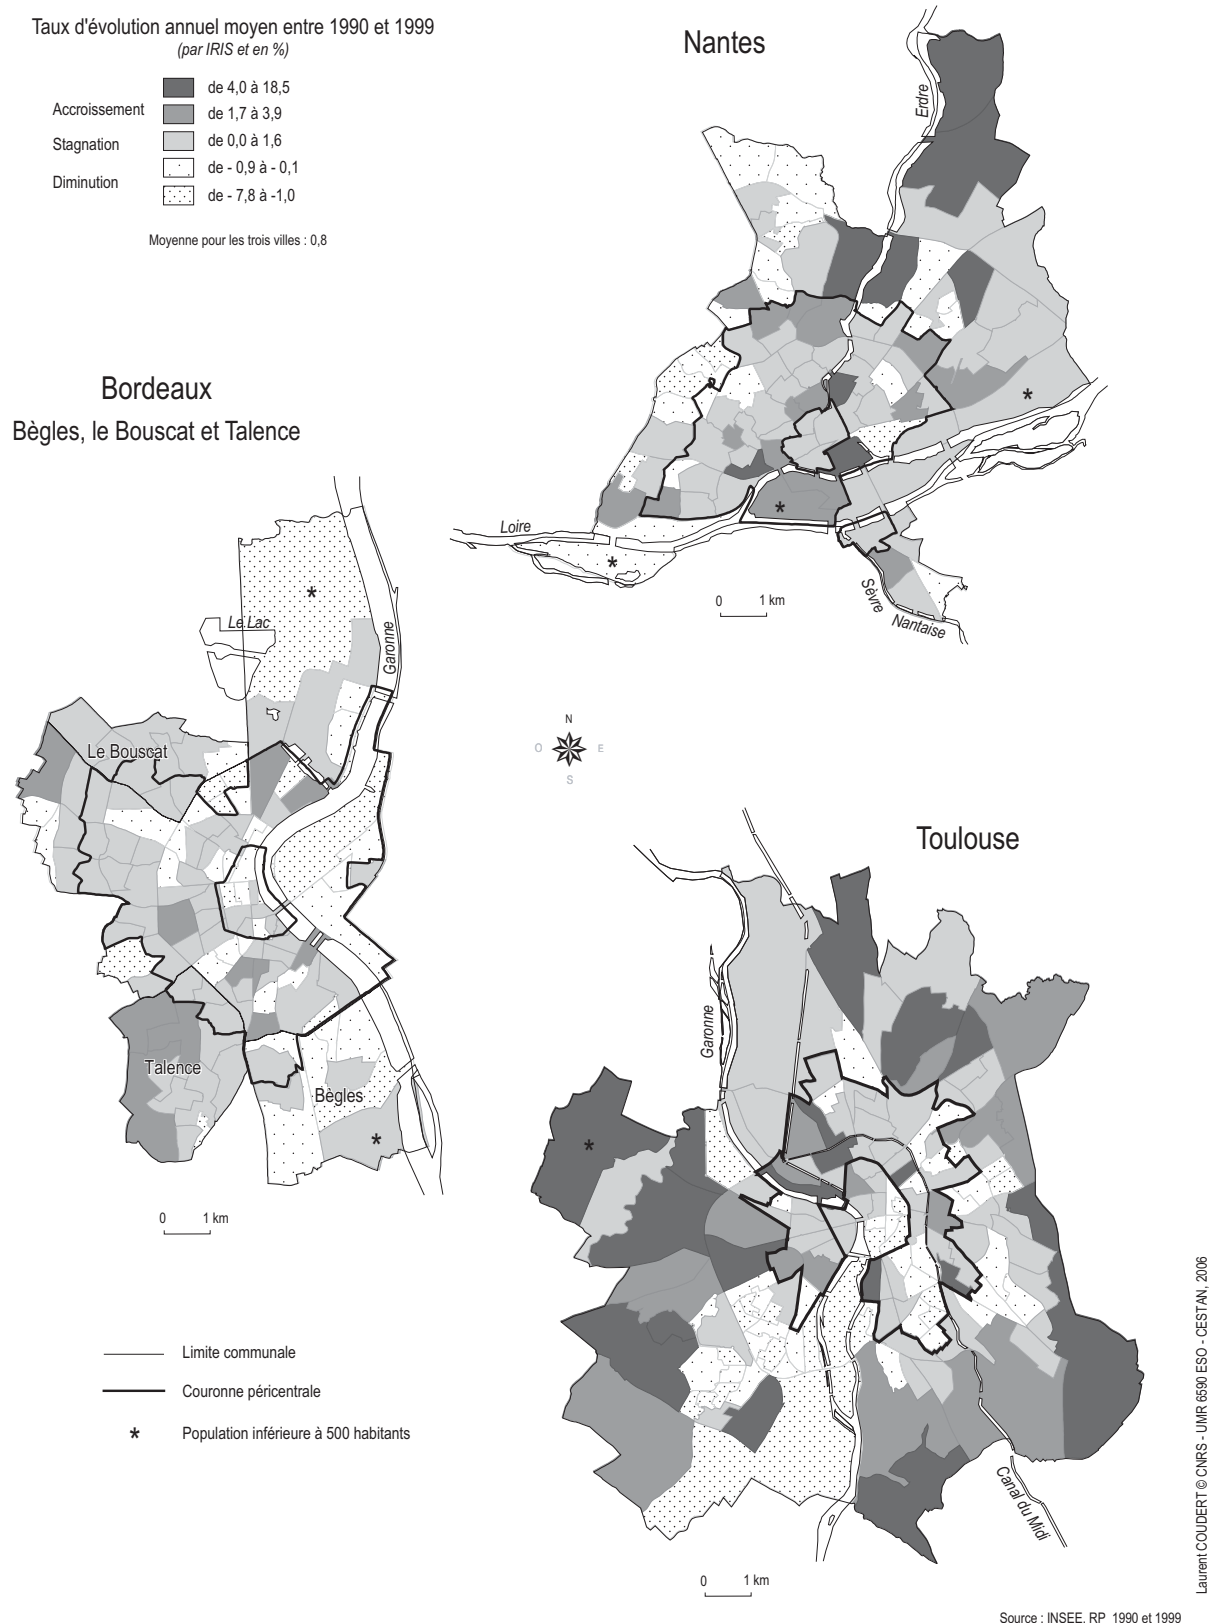 Taux d'évolution annuel moyen entre 1990 et 1999
(par IRIS et en %)
de 4,0 à 18,5
Accroissement
de 1,7 à 3,9
Stagnation
de 0,0 à 1,6
de - 0,9 à - 0,1
Diminution
de - 7,8 à -1,0
Moyenne pour les trois villes : 0,8
Nantes
Erdre
*
*
Loire
*
0 1 km
Sèvre
Nantaise
Bordeaux
Bègles, le Bouscat et Talence
*
Le Lac
Garonne
Le Bouscat
Talence
Bègles
*
0 1 km
N
O E
S
Toulouse
Garonne
*
Canal du Midi
0 1 km
Limite communale
Couronne péricentrale
* Population inférieure à 500 habitants
Laurent COUDERT © CNRS - UMR 6590 ESO - CESTAN, 2006
Source : INSEE, RP 1990 et 1999